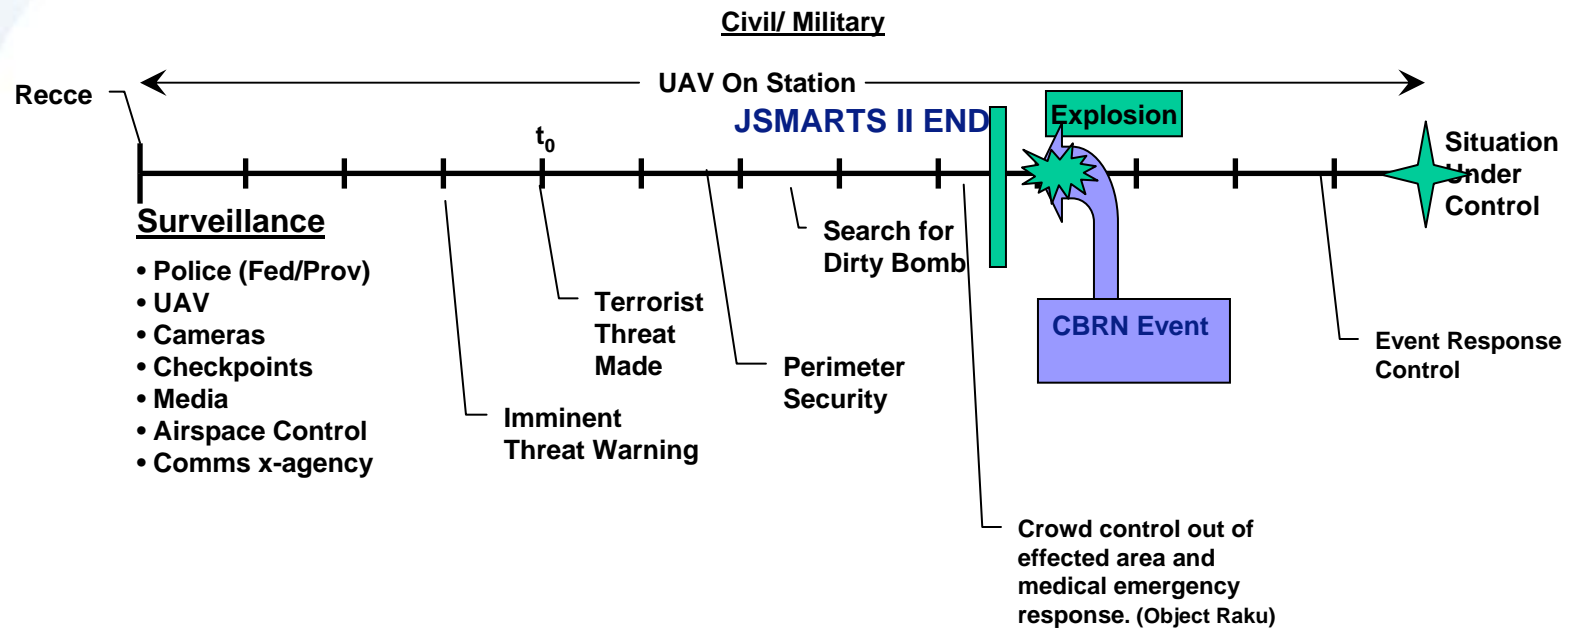 Civil/ Military
UAV On Station
Recce
JSMARTS II END
Explosion
t0
Situation
Under
Control
Surveillance
• Police (Fed/Prov)
• UAV
• Cameras
• Checkpoints
• Media
• Airspace Control
• Comms x-agency
Imminent
Threat Warning
Terrorist
Threat
Made
Perimeter
Security
Search for
Dirty Bomb
CBRN Event
Event Response
Control
Crowd control out of
effected area and
medical emergency
response. (Object Raku)